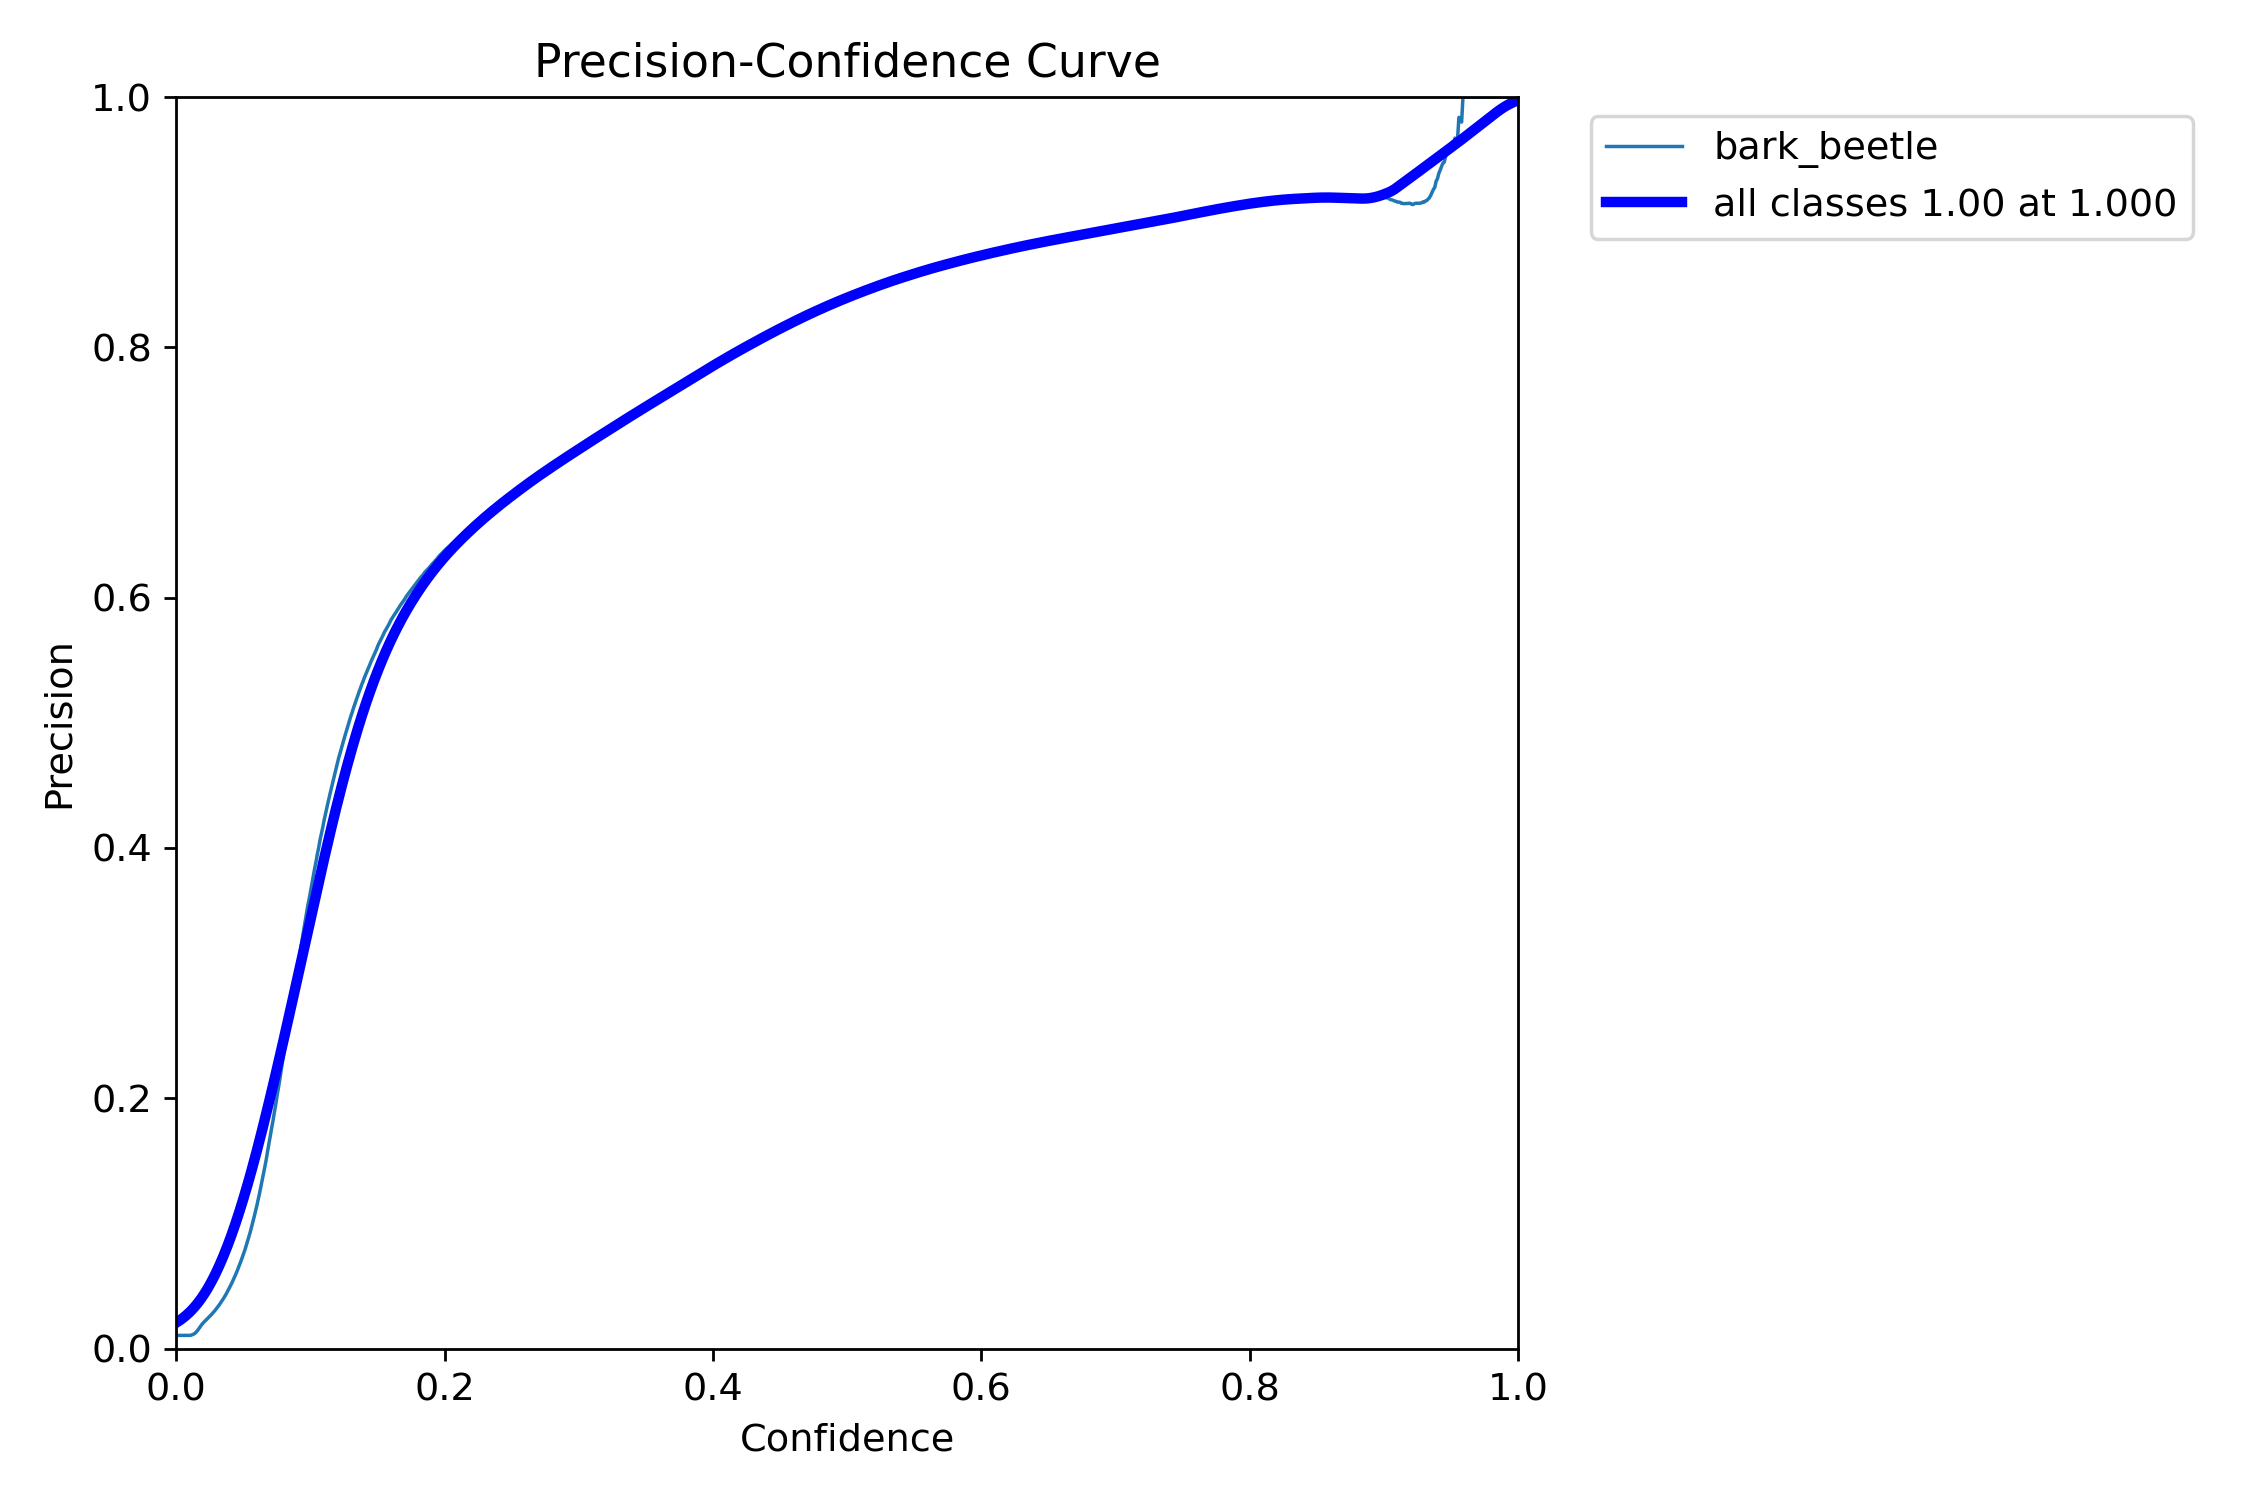 Precision-Confidence Curve
1.0
0.8
0.6
0.4
0.2
0.0
Precision
0.0 0.2 0.4 0.6 0.8 1.0
Confidence
bark_beetle
all classes 1.00 at 1.000